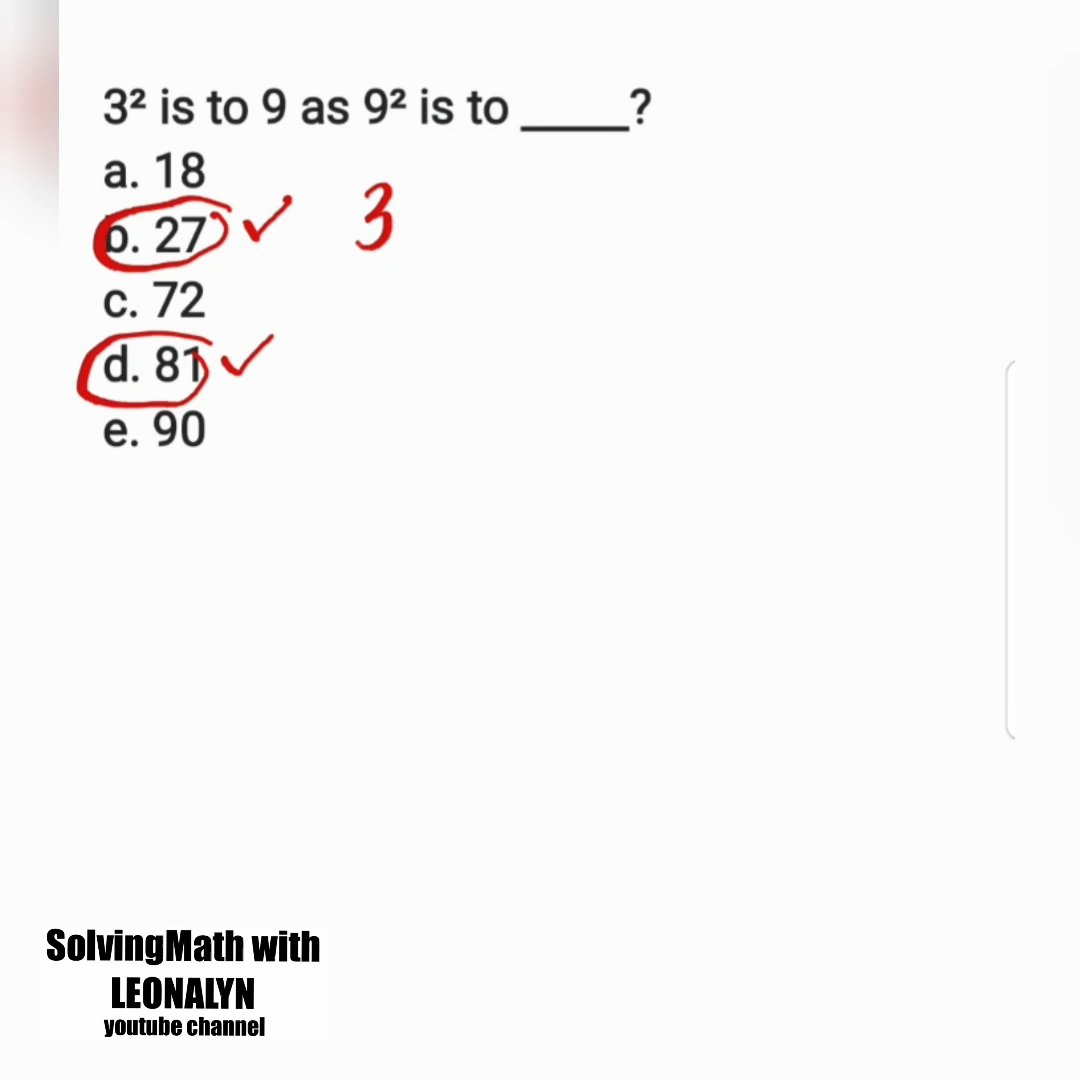 3² is to 9 as 9² is to _____?
a. 18
b. 27 ✓ 3
c. 72
d. 81 ✓
e. 90
SolvingMath with
LEONALYN
youtube channel